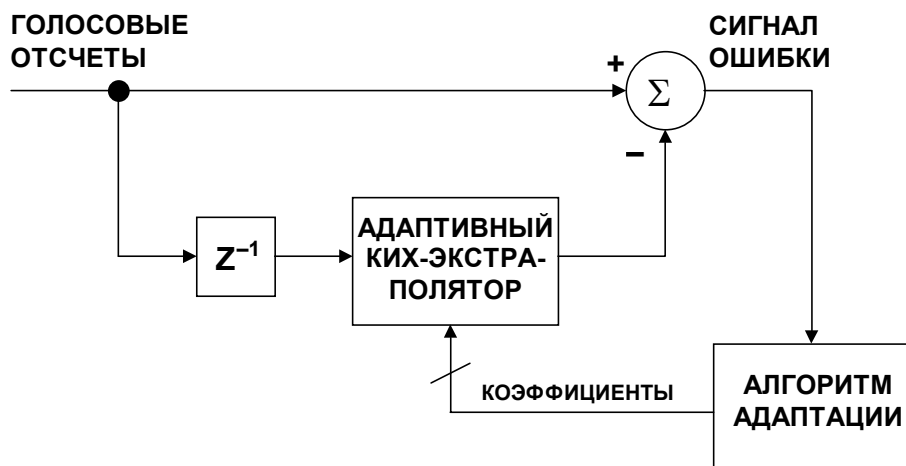 ГОЛОСОВЫЕ
ОТСЧЕТЫ
СИГНАЛ
ОШИБКИ
+
Σ
–
Z⁻¹
АДАПТИВНЫЙ
КИХ-ЭКСТРА-
ПОЛЯТОР
КОЭФФИЦИЕНТЫ
АЛГОРИТМ
АДАПТАЦИИ